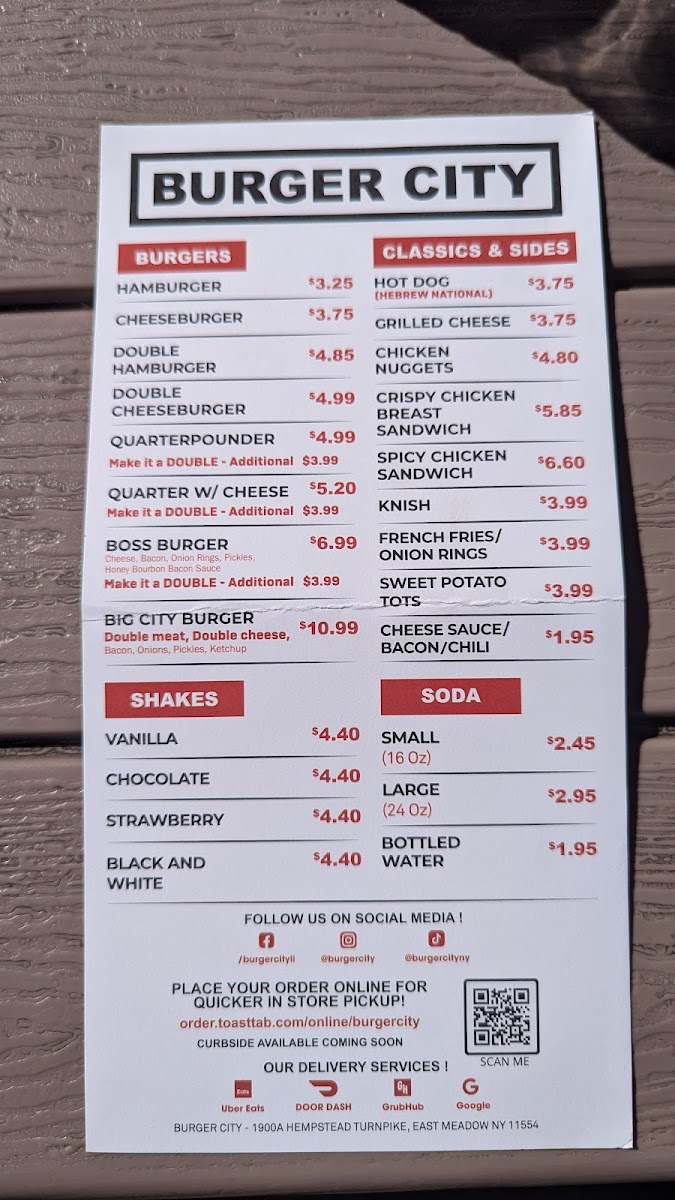 BURGER CITY
BURGERS
HAMBURGER $3.25
CHEESEBURGER $3.75
DOUBLE
HAMBURGER $4.85
DOUBLE
CHEESEBURGER $4.99
QUARTERPOUNDER $4.99
Make it a DOUBLE - Additional $3.99
QUARTER W/ CHEESE $5.20
Make it a DOUBLE - Additional $3.99
BOSS BURGER $6.99
Cheese, Bacon, Onion Rings, Pickles,
Honey Bourbon Bacon Sauce
Make it a DOUBLE - Additional $3.99
BIG CITY BURGER $10.99
Double meat, Double cheese,
Bacon, Onions, Pickles, Ketchup
CLASSICS & SIDES
HOT DOG $3.75
(HEBREW NATIONAL)
GRILLED CHEESE $3.75
CHICKEN
NUGGETS $4.80
CRISPY CHICKEN
BREAST $5.85
SANDWICH
SPICY CHICKEN
SANDWICH $6.60
KNISH $3.99
FRENCH FRIES/
ONION RINGS $3.99
SWEET POTATO
TOTS $3.99
CHEESE SAUCE/
BACON/CHILI $1.95
SHAKES
VANILLA $4.40
CHOCOLATE $4.40
STRAWBERRY $4.40
BLACK AND
WHITE $4.40
SODA
SMALL
(16 Oz) $2.45
LARGE
(24 Oz) $2.95
BOTTLED
WATER $1.95
FOLLOW US ON SOCIAL MEDIA !
/burgercityli @burgercity @burgercityny
PLACE YOUR ORDER ONLINE FOR
QUICKER IN STORE PICKUP!
order.toasttab.com/online/burgercity
CURBSIDE AVAILABLE COMING SOON
SCAN ME
OUR DELIVERY SERVICES !
Eats GH G
Uber Eats DOOR DASH GrubHub Google
BURGER CITY - 1900A HEMPSTEAD TURNPIKE, EAST MEADOW NY 11554